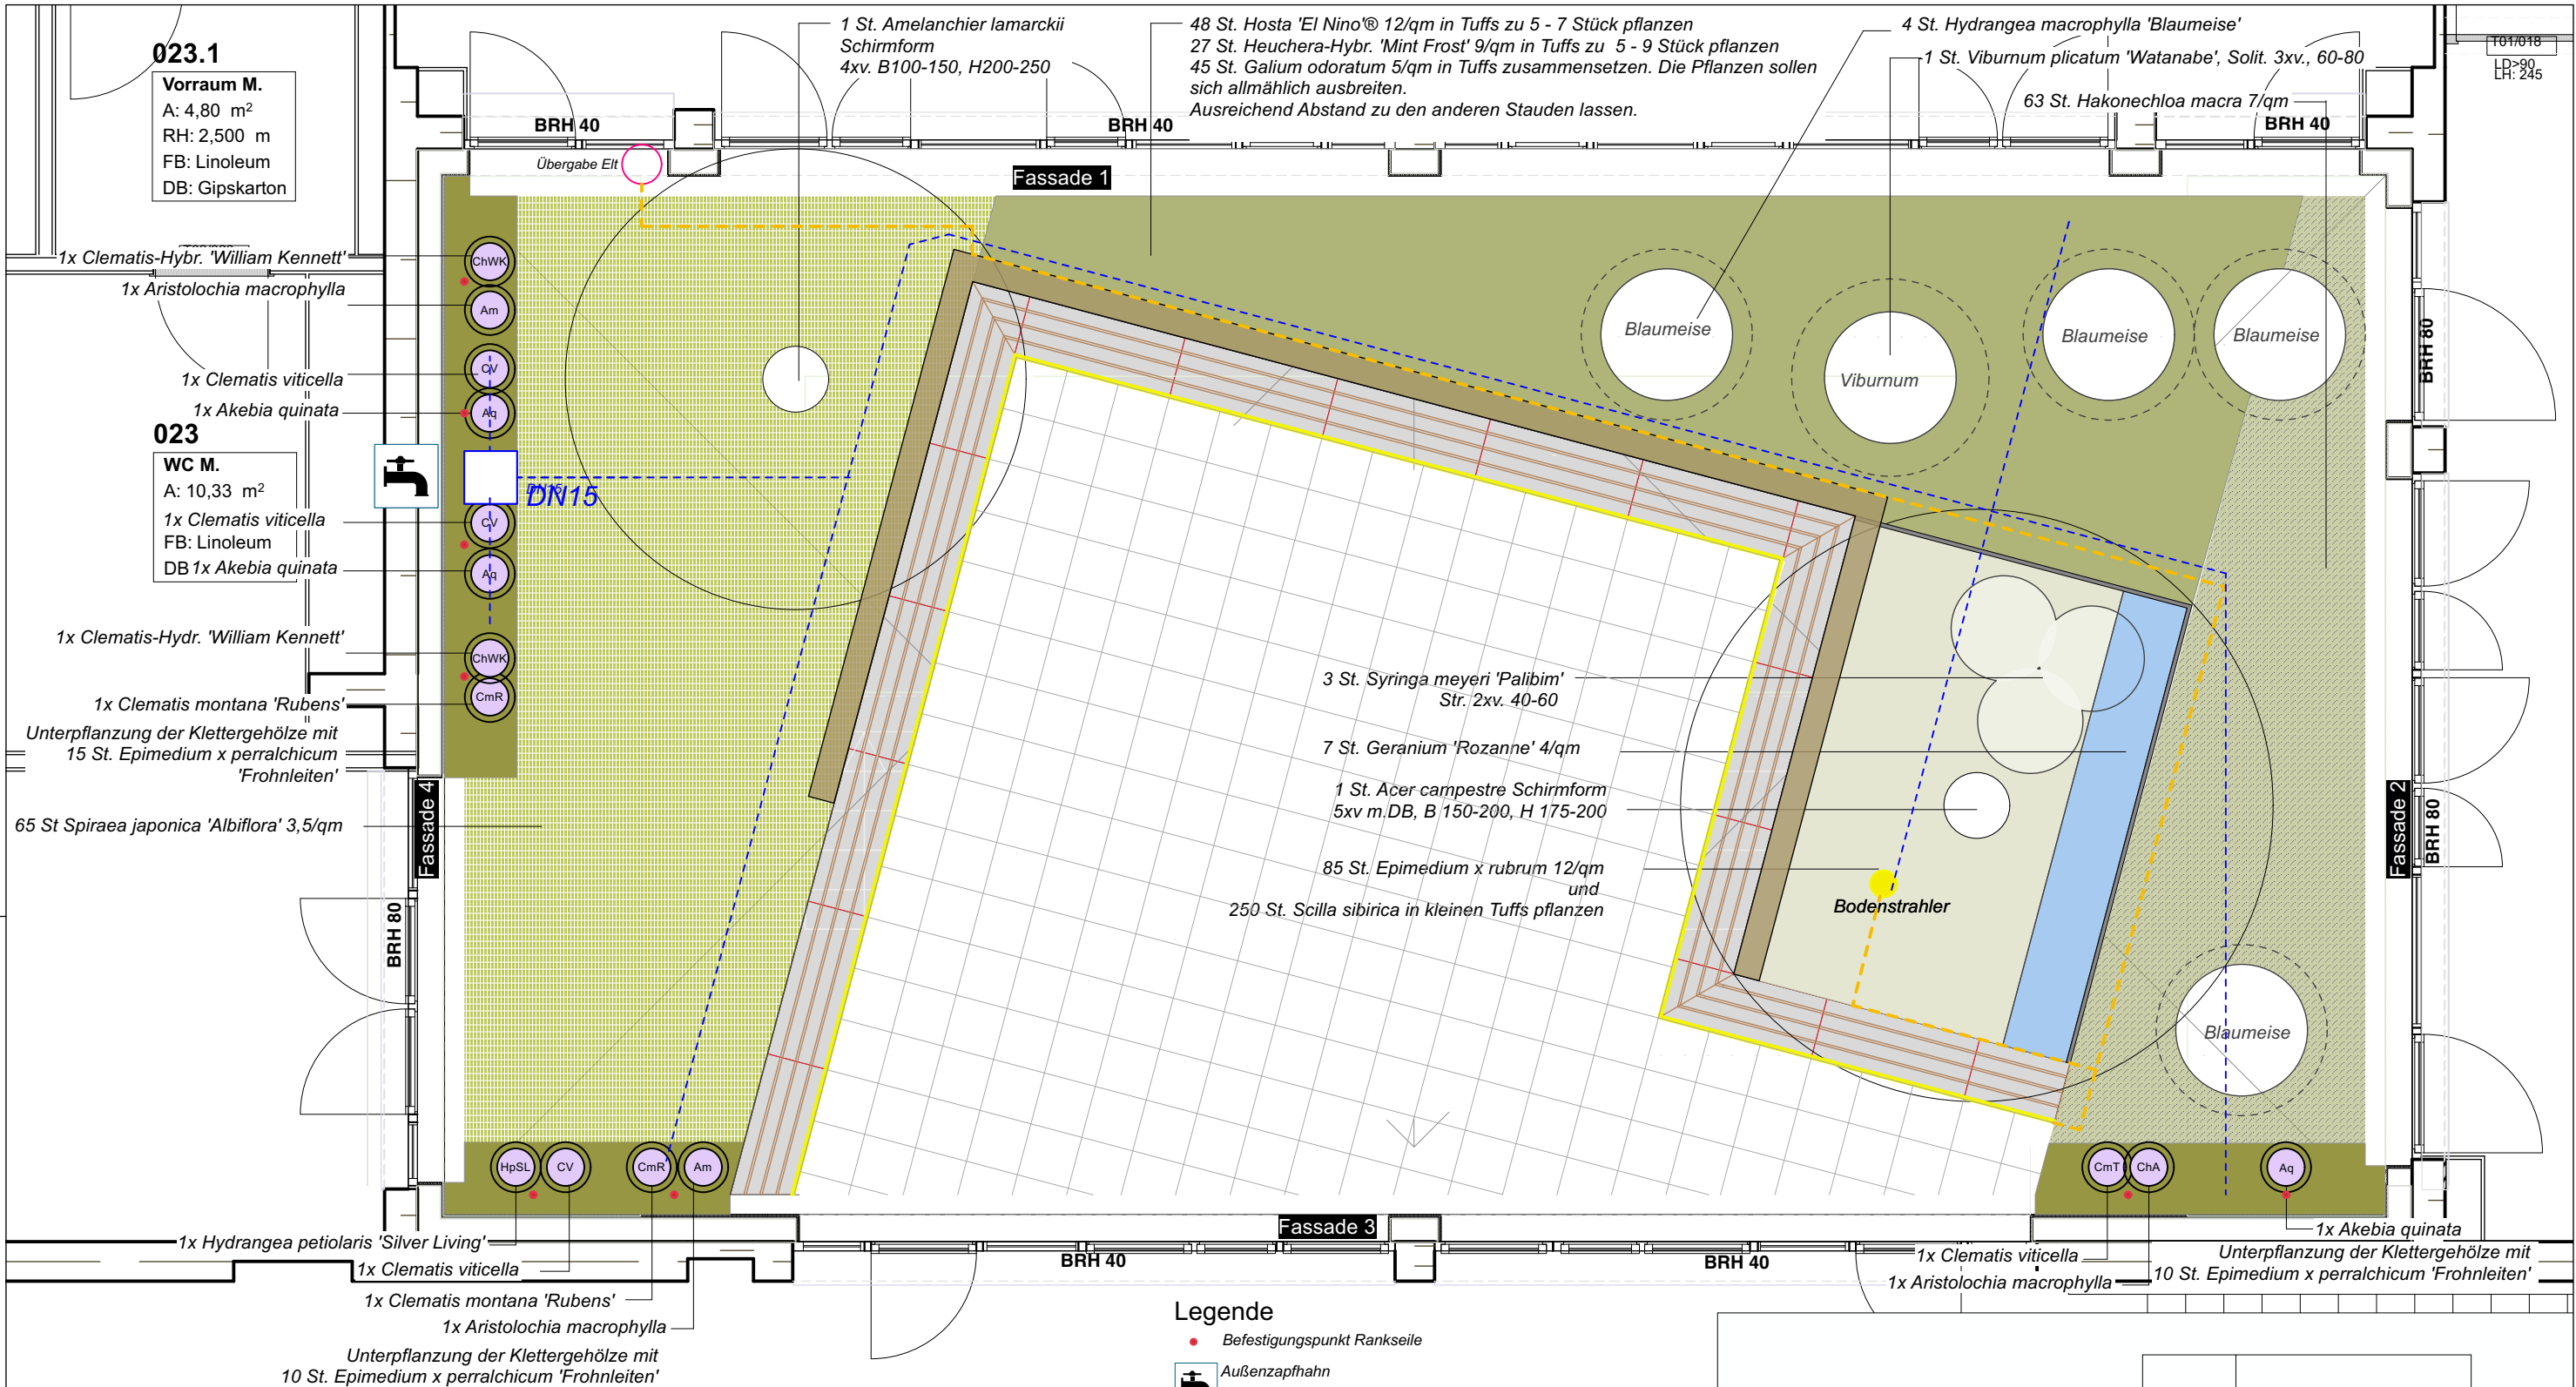 023.1
Vorraum M.
A: 4,80 m²
RH: 2,500 m
FB: Linoleum
DB: Gipskarton
1 St. Amelanchier lamarckii
Schirmform
4xv. B100-150, H200-250
48 St. Hosta 'El Nino'® 12/qm in Tuffs zu 5 - 7 Stück pflanzen
27 St. Heuchera-Hybr. 'Mint Frost' 9/qm in Tuffs zu 5 - 9 Stück pflanzen
45 St. Galium odoratum 5/qm in Tuffs zusammensetzen. Die Pflanzen sollen
sich allmählich ausbreiten.
Ausreichend Abstand zu den anderen Stauden lassen.
4 St. Hydrangea macrophylla 'Blaumeise'
1 St. Viburnum plicatum 'Watanabe', Solit. 3xv., 60-80
63 St. Hakonechloa macra 7/qm
T01/018
LD>90
LH: 245
BRH 40
BRH 40
BRH 40
Übergabe Elt
Fassade 1
1x Clematis-Hybr. 'William Kennett'
ChWK
1x Aristolochia macrophylla
Am
1x Clematis viticella
CV
1x Akebia quinata
Aq
Blaumeise
Viburnum
Blaumeise
Blaumeise
BRH 80
023
WC M.
A: 10,33 m²
1x Clematis viticella
FB: Linoleum
DB 1x Akebia quinata
DN15
DN15
CV
Aq
1x Clematis-Hydr. 'William Kennett'
ChWK
1x Clematis montana 'Rubens'
CmR
Unterpflanzung der Klettergehölze mit
15 St. Epimedium x perralchicum
'Frohnleiten'
65 St Spiraea japonica 'Albiflora' 3,5/qm
Fassade 4
BRH 80
3 St. Syringa meyeri 'Palibim'
Str. 2xv. 40-60
7 St. Geranium 'Rozanne' 4/qm
1 St. Acer campestre Schirmform
5xv m.DB, B 150-200, H 175-200
85 St. Epimedium x rubrum 12/qm
und
250 St. Scilla sibirica in kleinen Tuffs pflanzen
Bodenstrahler
Fassade 2
BRH 80
Blaumeise
HpSL
CV
CmR
Am
CmT
ChA
Aq
Fassade 3
BRH 40
BRH 40
1x Hydrangea petiolaris 'Silver Living'
1x Clematis viticella
1x Clematis montana 'Rubens'
1x Aristolochia macrophylla
Unterpflanzung der Klettergehölze mit
10 St. Epimedium x perralchicum 'Frohnleiten'
1x Akebia quinata
1x Clematis viticella
1x Aristolochia macrophylla
Unterpflanzung der Klettergehölze mit
10 St. Epimedium x perralchicum 'Frohnleiten'
Legende
Befestigungspunkt Rankseile
Außenzapfhahn